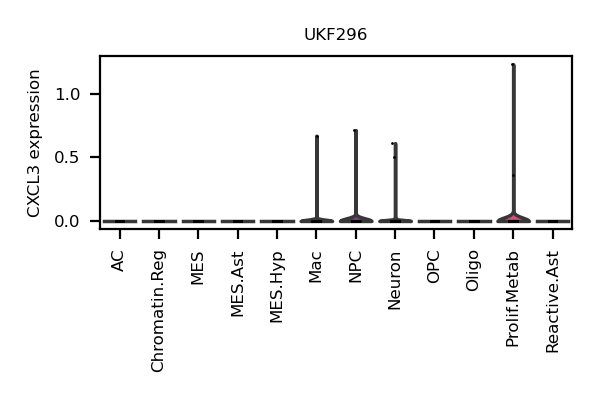 UKF296
CXCL3 expression
1.0
0.5
0.0
AC
Chromatin.Reg
MES
MES.Ast
MES.Hyp
Mac
NPC
Neuron
OPC
Oligo
Prolif.Metab
Reactive.Ast